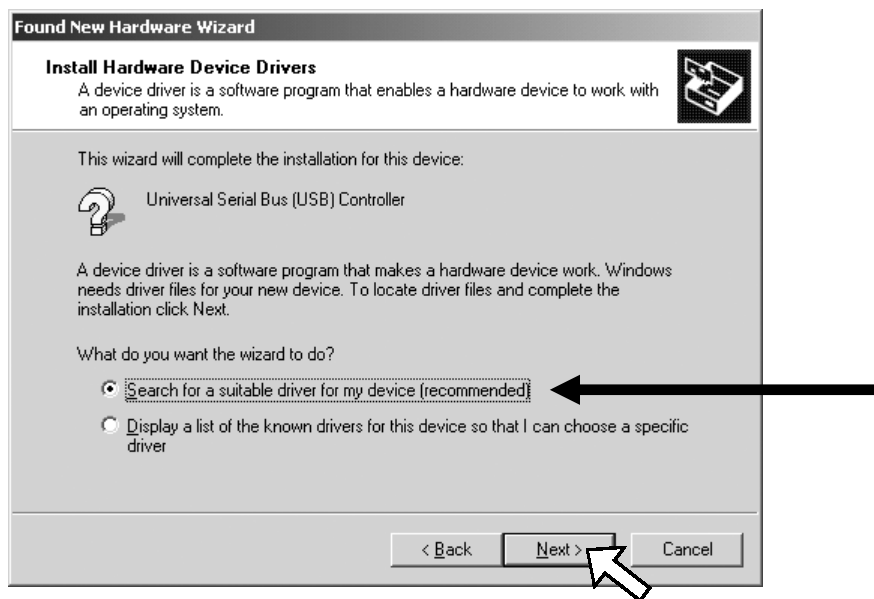 Found New Hardware Wizard
Install Hardware Device Drivers
A device driver is a software program that enables a hardware device to work with
an operating system.
This wizard will complete the installation for this device:
Universal Serial Bus (USB) Controller
A device driver is a software program that makes a hardware device work. Windows
needs driver files for your new device. To locate driver files and complete the
installation click Next.
What do you want the wizard to do?
Search for a suitable driver for my device (recommended)
Display a list of the known drivers for this device so that I can choose a specific
driver
< Back Next > Cancel